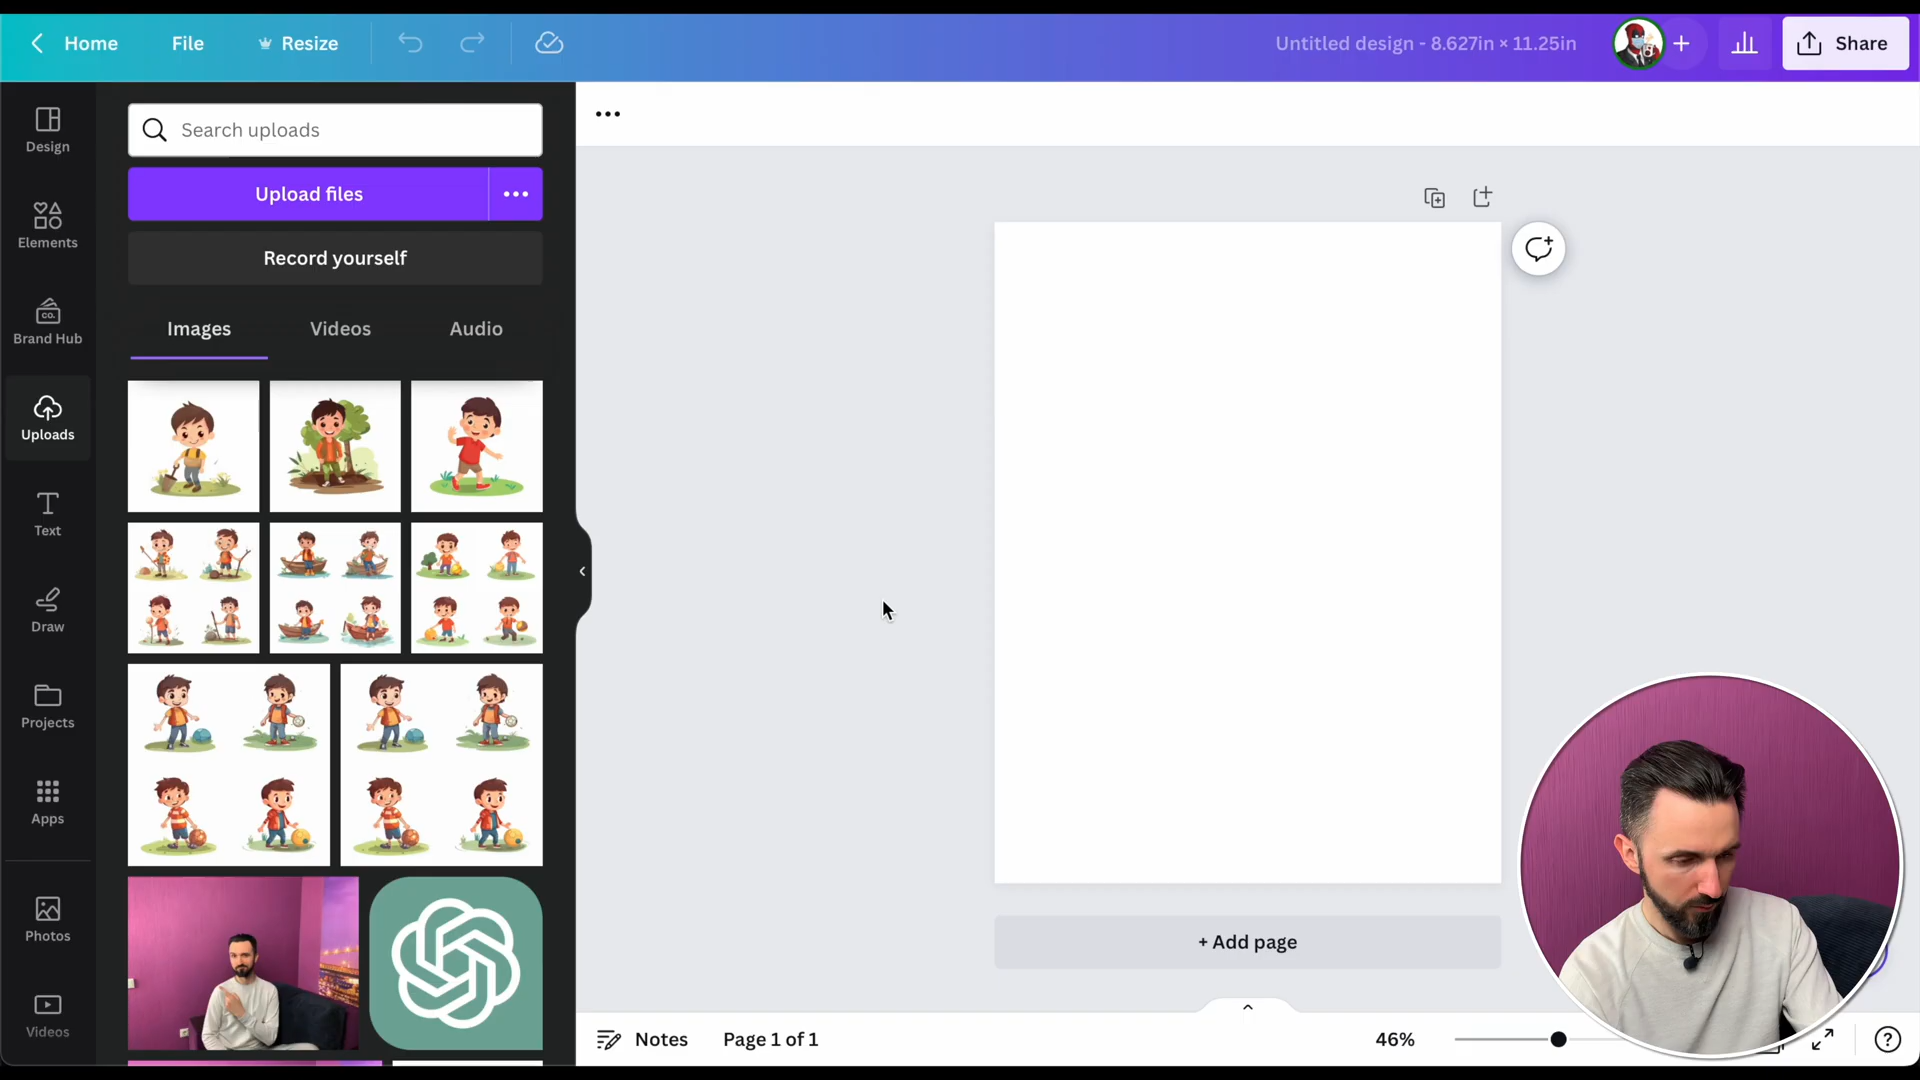 Home
File
Resize
Untitled design - 8.627in × 11.25in
Share
Design
Elements
co.
Brand Hub
Uploads
Text
Draw
Projects
Apps
Photos
Videos
Search uploads
Upload files
Record yourself
Images
Videos
Audio
+ Add page
Notes
Page 1 of 1
46%